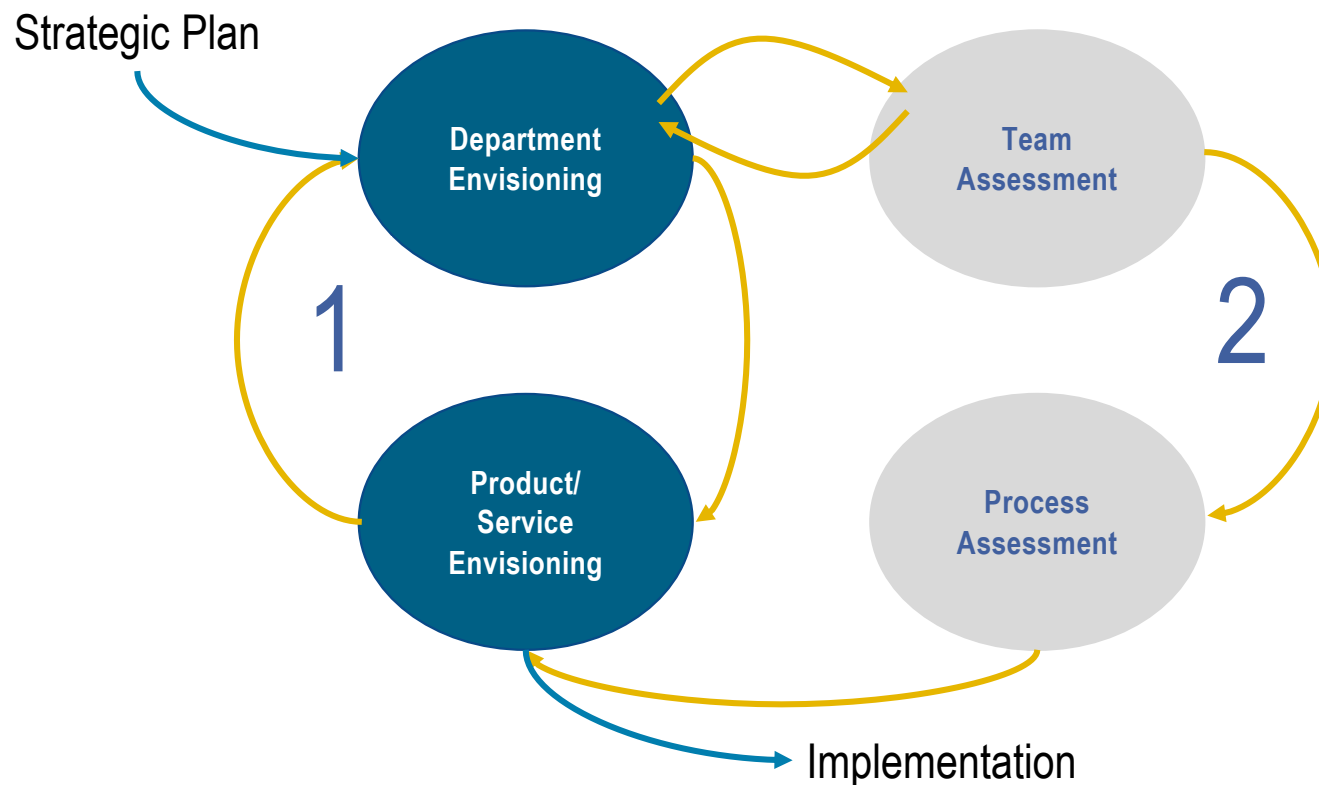 Strategic Plan
Department
Envisioning
Team
Assessment
1
2
Product/
Service
Envisioning
Process
Assessment
Implementation